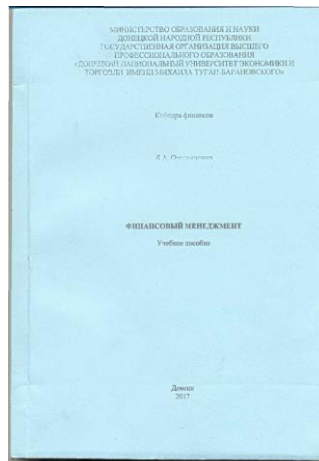 МИНИСТЕРСТВО ОБРАЗОВАНИЯ И НАУКИ
ДОНЕЦКОЙ НАРОДНОЙ РЕСПУБЛИКИ
ГОСУДАРСТВЕННАЯ ОРГАНИЗАЦИЯ ВЫСШЕГО
ПРОФЕССИОНАЛЬНОГО ОБРАЗОВАНИЯ
«ДОНЕЦКИЙ НАЦИОНАЛЬНЫЙ УНИВЕРСИТЕТ ЭКОНОМИКИ И
ТОРГОВЛИ ИМЕНИ МИХАИЛА ТУГАН-БАРАНОВСКОГО»
Кафедра финансов
ФИНАНСОВЫЙ МЕНЕДЖМЕНТ
Учебное пособие
Донецк
2017